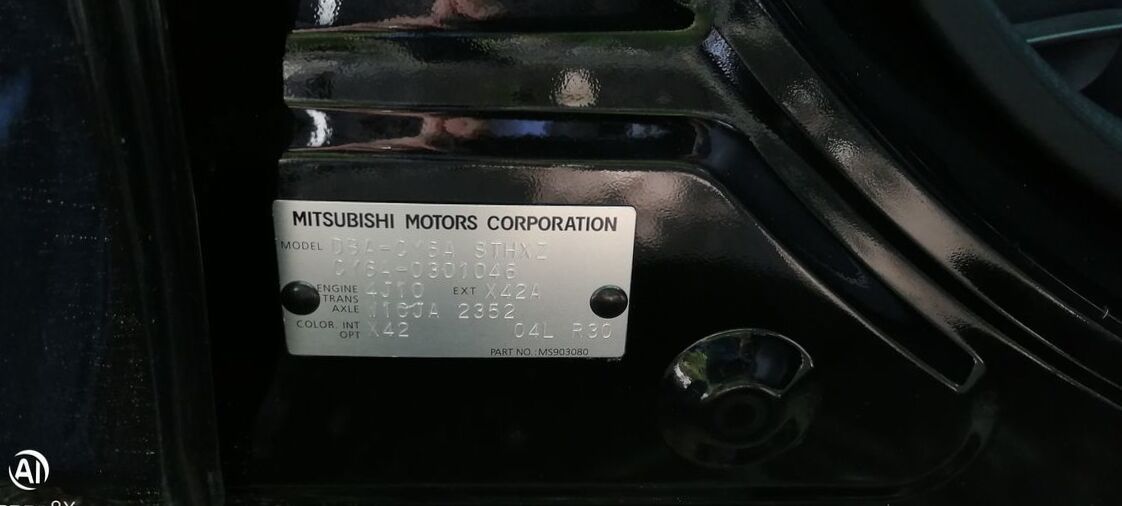 MITSUBISHI MOTORS CORPORATION
MODEL DBA-CY6A STHXZ
CY6A-0301046
ENGINE 4J10 EXT X42A
TRANS
AXLE 2352
COLOR. INT X42 04L R30
OPT
PART NO.: MS903080
AI